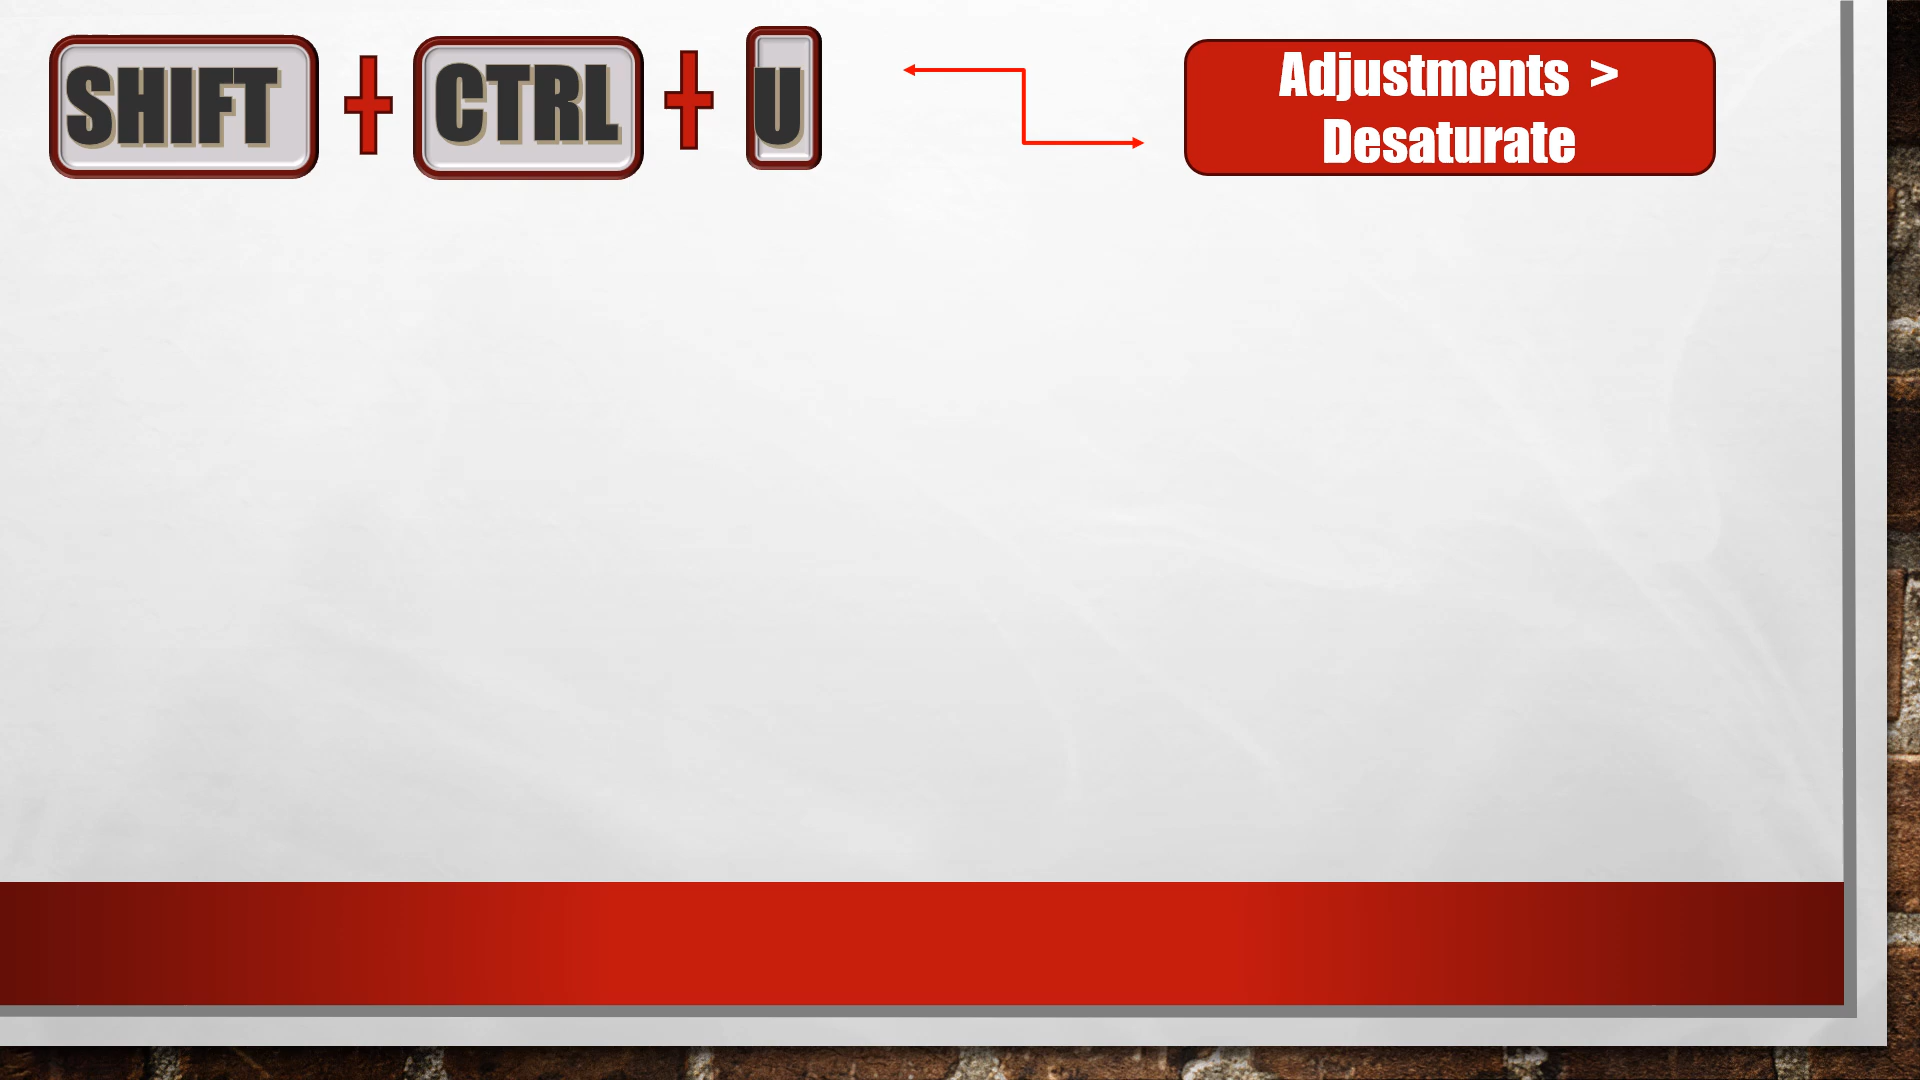 SHIFT + CTRL + U
Adjustments >
Desaturate